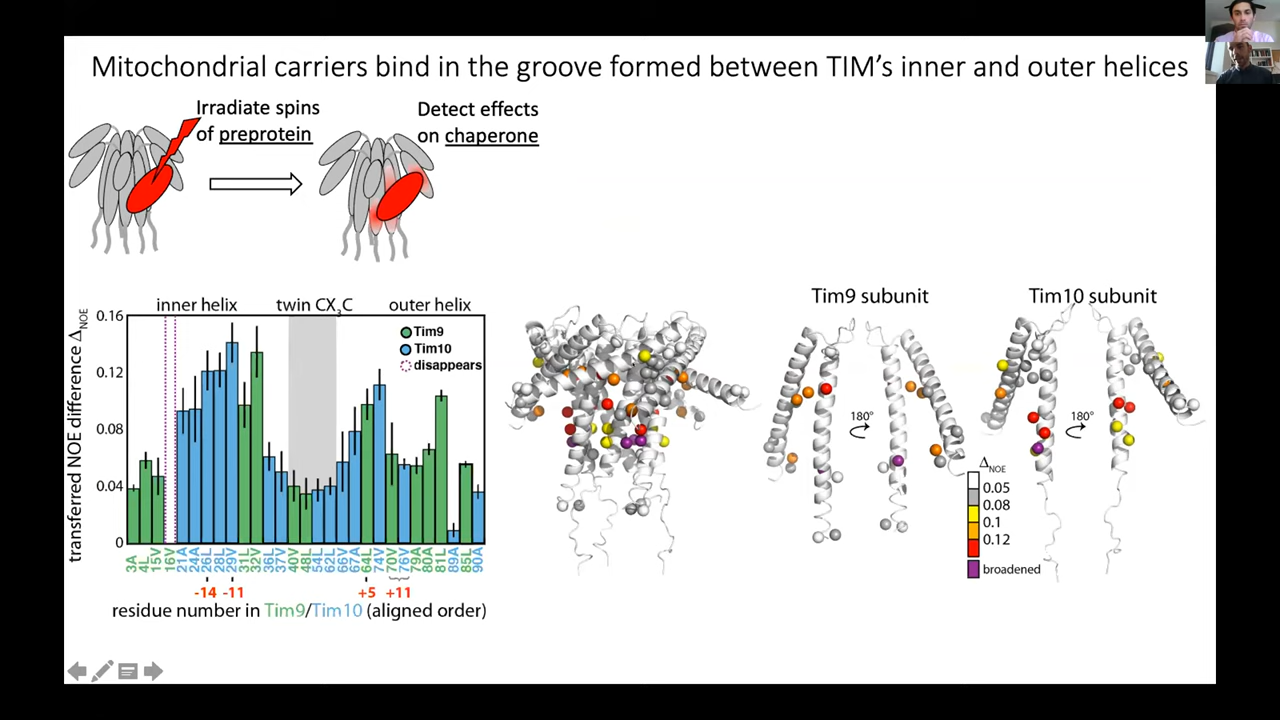 Mitochondrial carriers bind in the groove formed between TIM's inner and outer helices
Irradiate spins
of preprotein
Detect effects
on chaperone
inner helix
twin CX3C
outer helix
transferred NOE difference ΔNOE
0.16
0.12
0.08
0.04
0
Tim9
Tim10
disappears
3A 4L 15V 16V 21A 24A 26L 28L 29V 31L 32V 36L 37V 40V 48L 54L 62L 66V 67A 64L 74V 70V 76V 79A 80A 81L 89A 85L 90A
-14 -11 +5 +11
residue number in Tim9/Tim10 (aligned order)
Tim9 subunit
Tim10 subunit
180°
180°
ΔNOE
0.05
0.08
0.1
0.12
broadened